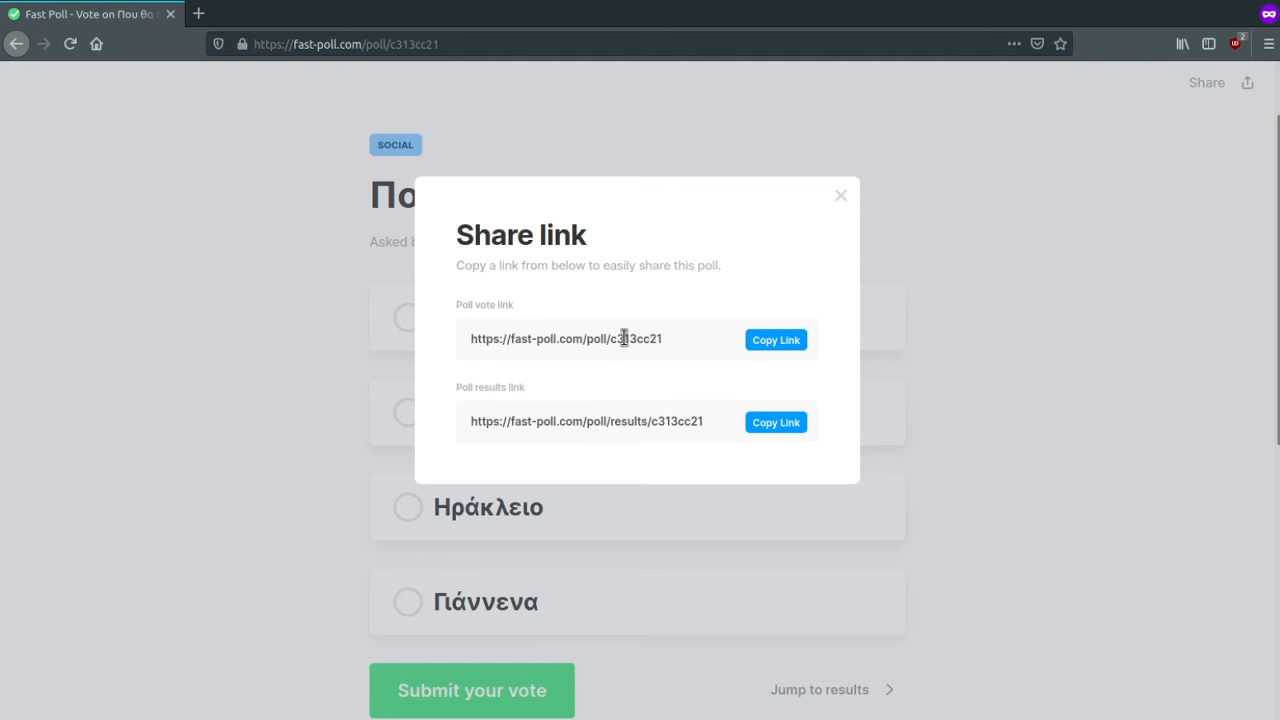 Fast Poll - Vote on Που θα
https://fast-poll.com/poll/c313cc21
2
Share
SOCIAL
Πο
Asked b
Share link
Copy a link from below to easily share this poll.
Poll vote link
https://fast-poll.com/poll/c313cc21
Copy Link
Poll results link
https://fast-poll.com/poll/results/c313cc21
Copy Link
Ηράκλειο
Γιάννενα
Submit your vote
Jump to results